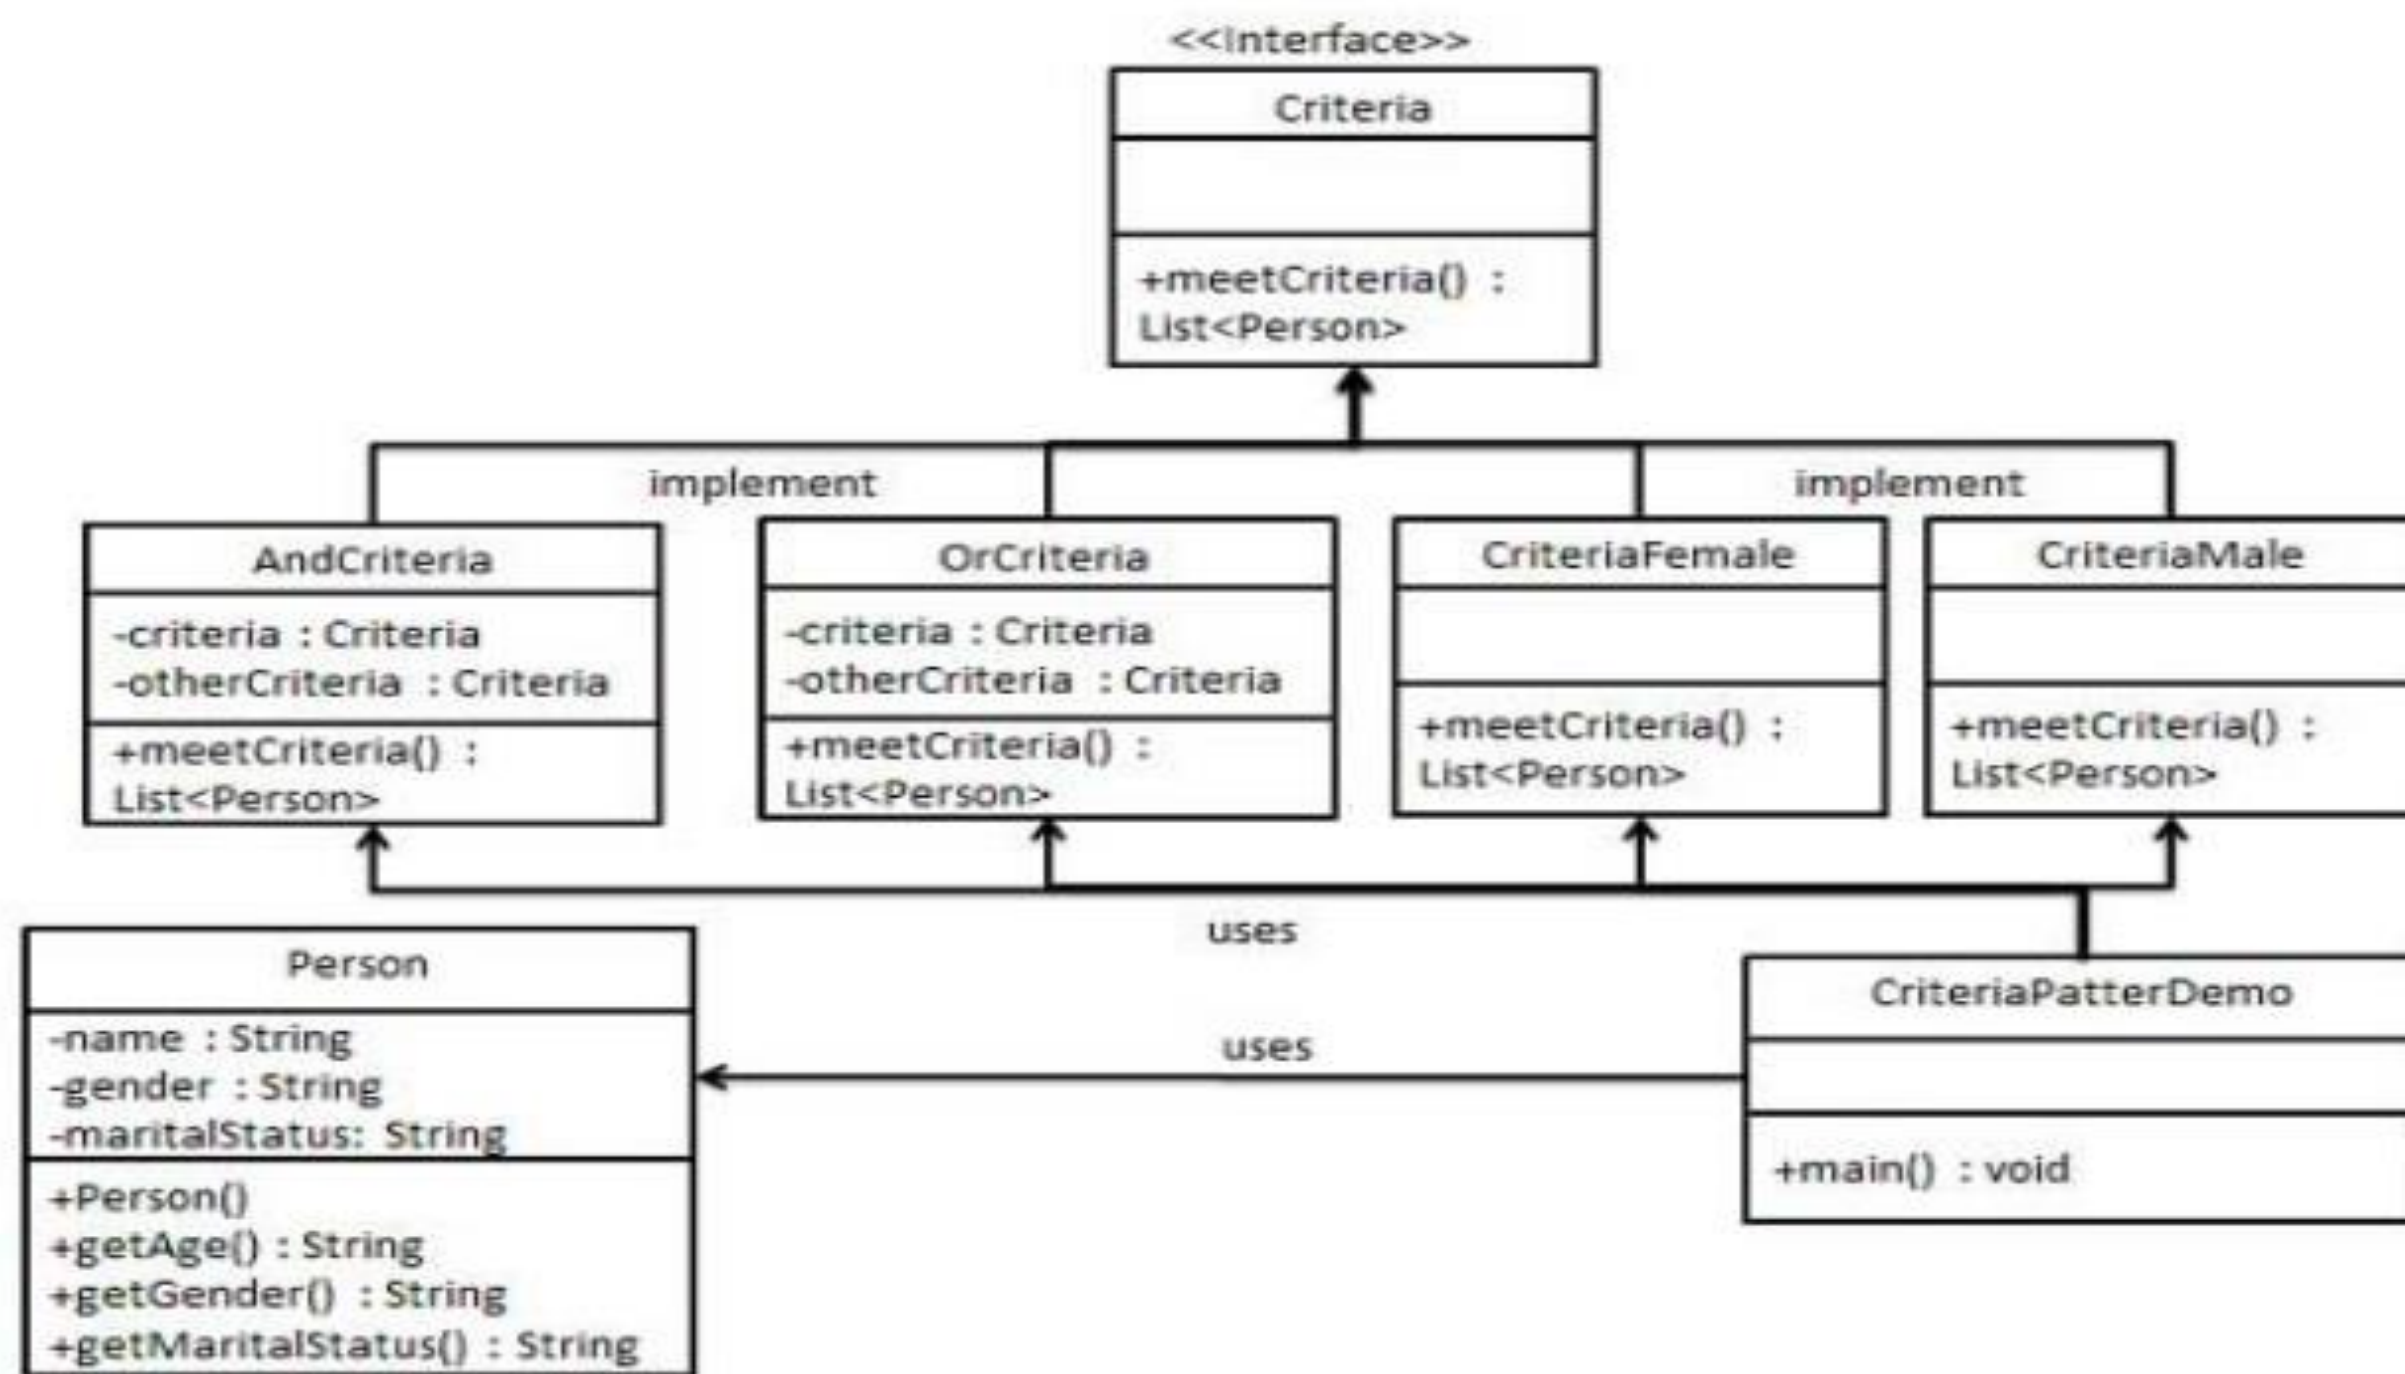 <<Interface>>
Criteria
+meetCriteria() :
List<Person>
implement
implement
AndCriteria
-criteria : Criteria
-otherCriteria : Criteria
+meetCriteria() :
List<Person>
OrCriteria
-criteria : Criteria
-otherCriteria : Criteria
+meetCriteria() :
List<Person>
CriteriaFemale
+meetCriteria() :
List<Person>
CriteriaMale
+meetCriteria() :
List<Person>
uses
Person
-name : String
-gender : String
-maritalStatus: String
+Person()
+getAge() : String
+getGender() : String
+getMaritalStatus() : String
uses
CriteriaPatterDemo
+main() : void